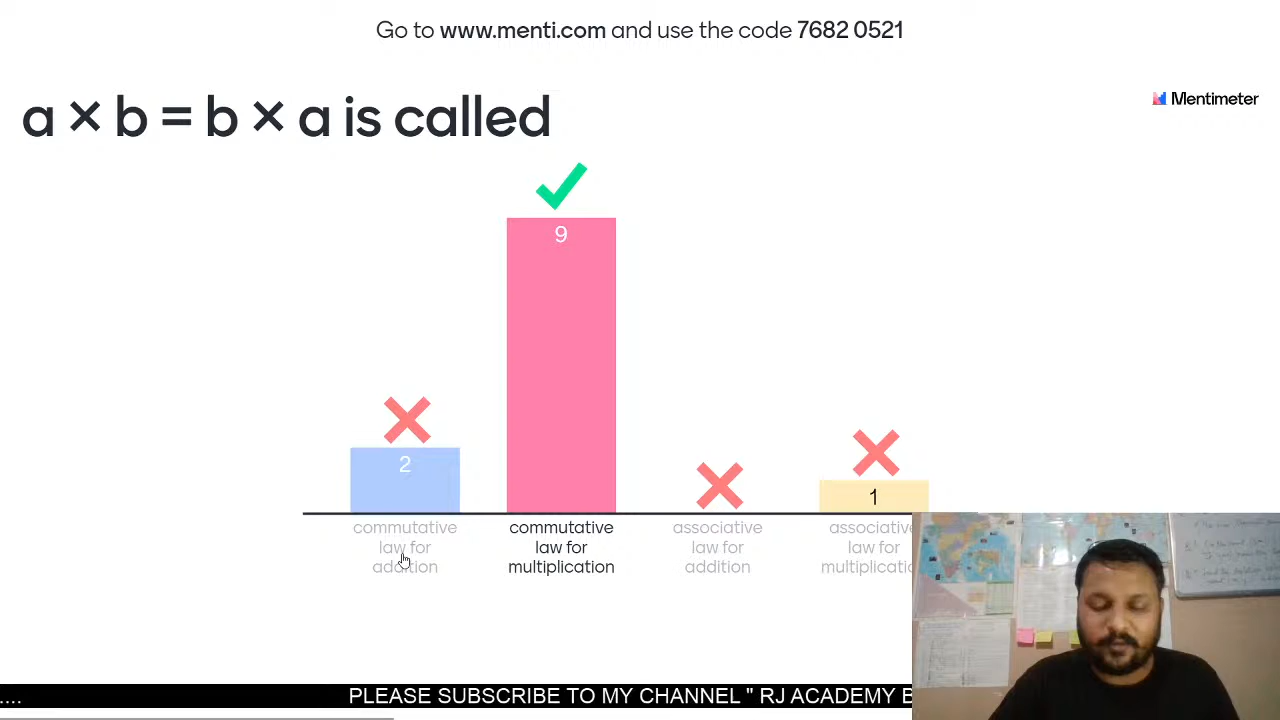 Go to www.menti.com and use the code 7682 0521
a × b = b × a is called
Mentimeter
9
2
1
commutative
law for
addition
commutative
law for
multiplication
associative
law for
addition
associative
law for
....
PLEASE SUBSCRIBE TO MY CHANNEL " RJ ACADEMY